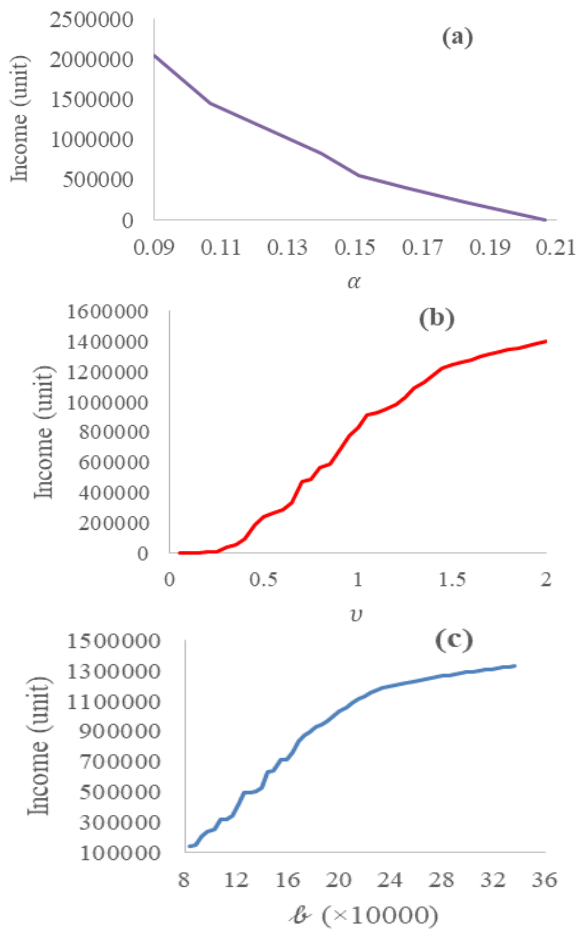 (a)
Income (unit)
2500000
2000000
1500000
1000000
500000
0
0.09 0.11 0.13 0.15 0.17 0.19 0.21
α
(b)
Income (unit)
1600000
1400000
1200000
1000000
800000
600000
400000
200000
0
0 0.5 1 1.5 2
υ
(c)
Income (unit)
1500000
1300000
1100000
900000
700000
500000
300000
100000
8 12 16 20 24 28 32 36
𝒷 (×10000)